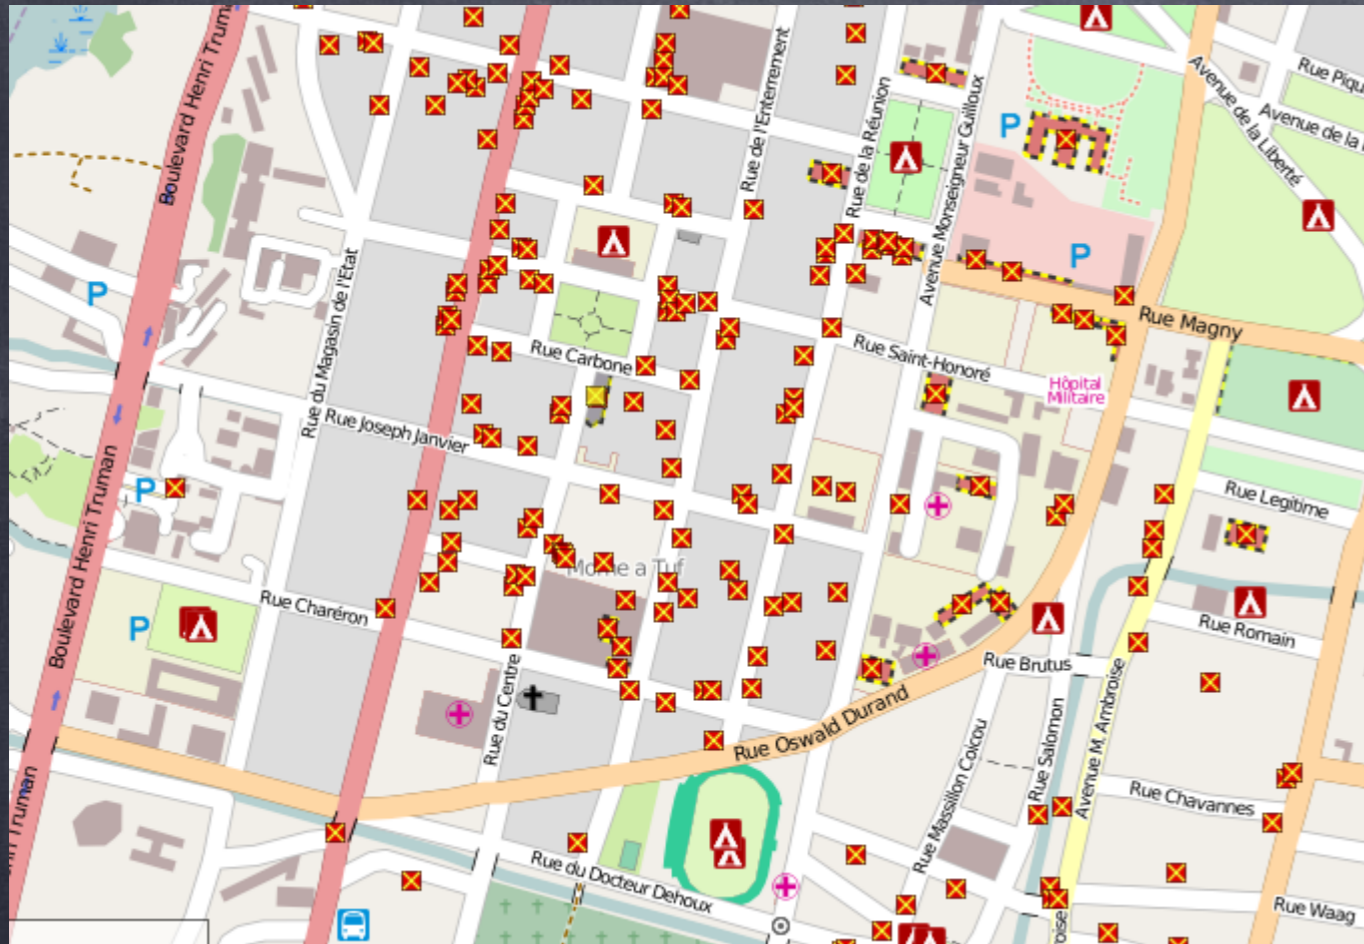 Boulevard Henri Trum
Rue de l'Enterrement
Rue de la Réunion
Avenue Monseigneur Guilloux
Avenue de la Liberté
Rue Piqu
Avenue de la
P
P
P
Rue du Magasin de l'Etat
Rue Carbone
Rue Saint-Honoré
Rue Magny
Hôpital
Militaire
Rue Joseph Janvier
P
Boulevard Henri Truman
Rue Legitime
Morne a Tuf
Rue Charéron
P
Rue Romain
Rue Brutus
Rue du Centre
Rue Oswald Durand
Rue Massillon Coicou
Rue Salomon
Avenue M. Ambroise
Rue Chavannes
Truman
Rue du Docteur Dehoux
Rue Waag
oise